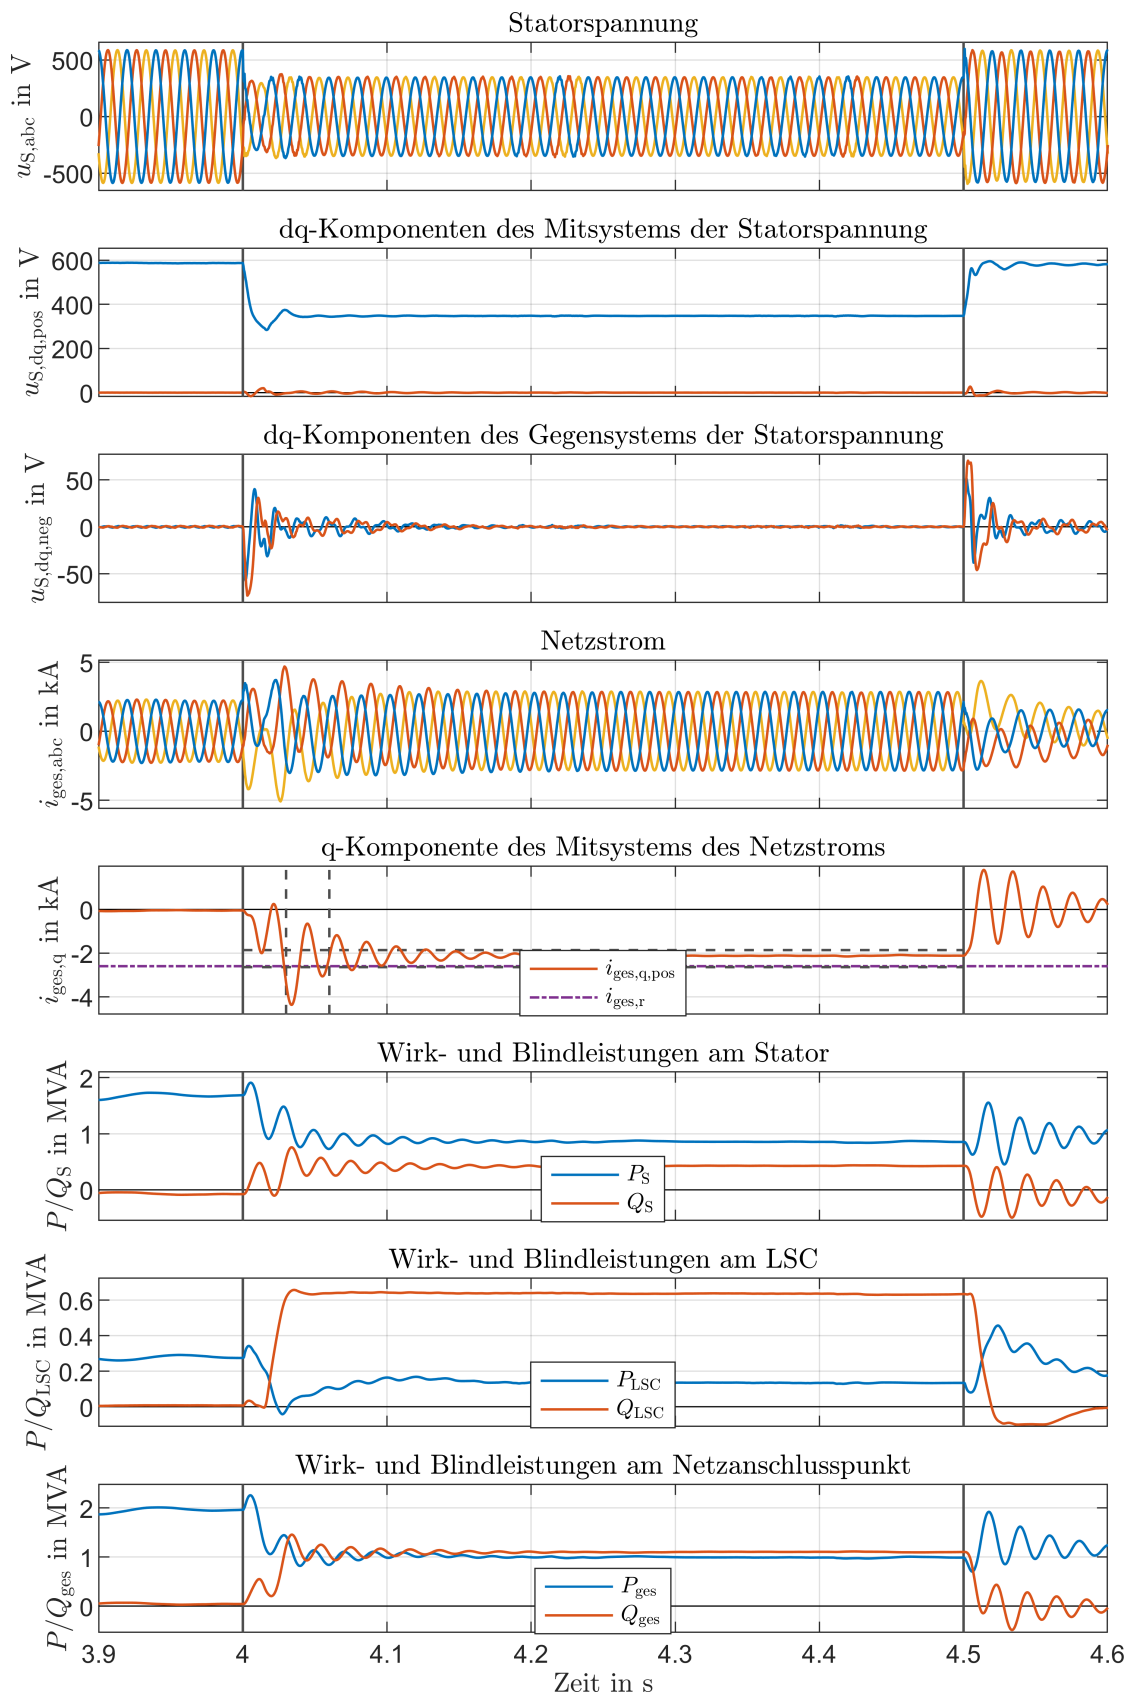 Statorspannung
u_S,abc in V
500
0
-500
dq-Komponenten des Mitsystems der Statorspannung
u_S,dq,pos in V
600
400
200
0
dq-Komponenten des Gegensystems der Statorspannung
u_S,dq,neg in V
50
0
-50
Netzstrom
i_ges,abc in kA
5
0
-5
q-Komponente des Mitsystems des Netzstroms
i_ges,q in kA
0
-2
-4
i_ges,q,pos
i_ges,r
Wirk- und Blindleistungen am Stator
P/Q_S in MVA
2
1
0
P_S
Q_S
Wirk- und Blindleistungen am LSC
P/Q_LSC in MVA
0.6
0.4
0.2
0
P_LSC
Q_LSC
Wirk- und Blindleistungen am Netzanschlusspunkt
P/Q_ges in MVA
2
1
0
P_ges
Q_ges
3.9 4 4.1 4.2 4.3 4.4 4.5 4.6
Zeit in s